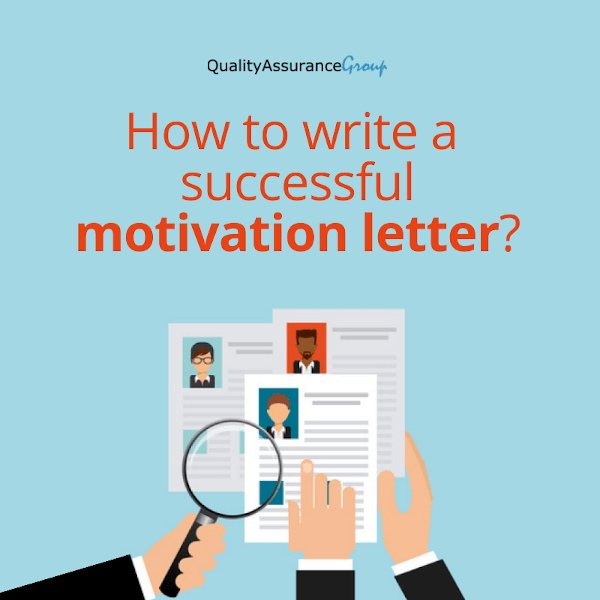 QualityAssuranceGroup
How to write a
successful
motivation letter?